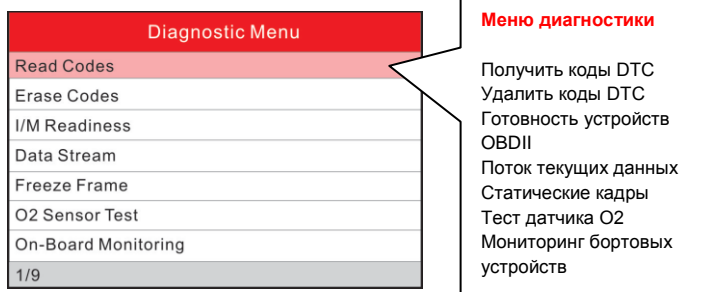 Diagnostic Menu
Read Codes
Erase Codes
I/M Readiness
Data Stream
Freeze Frame
O2 Sensor Test
On-Board Monitoring
1/9
Меню диагностики
Получить коды DTC
Удалить коды DTC
Готовность устройств
OBDII
Поток текущих данных
Статические кадры
Тест датчика O2
Мониторинг бортовых
устройств